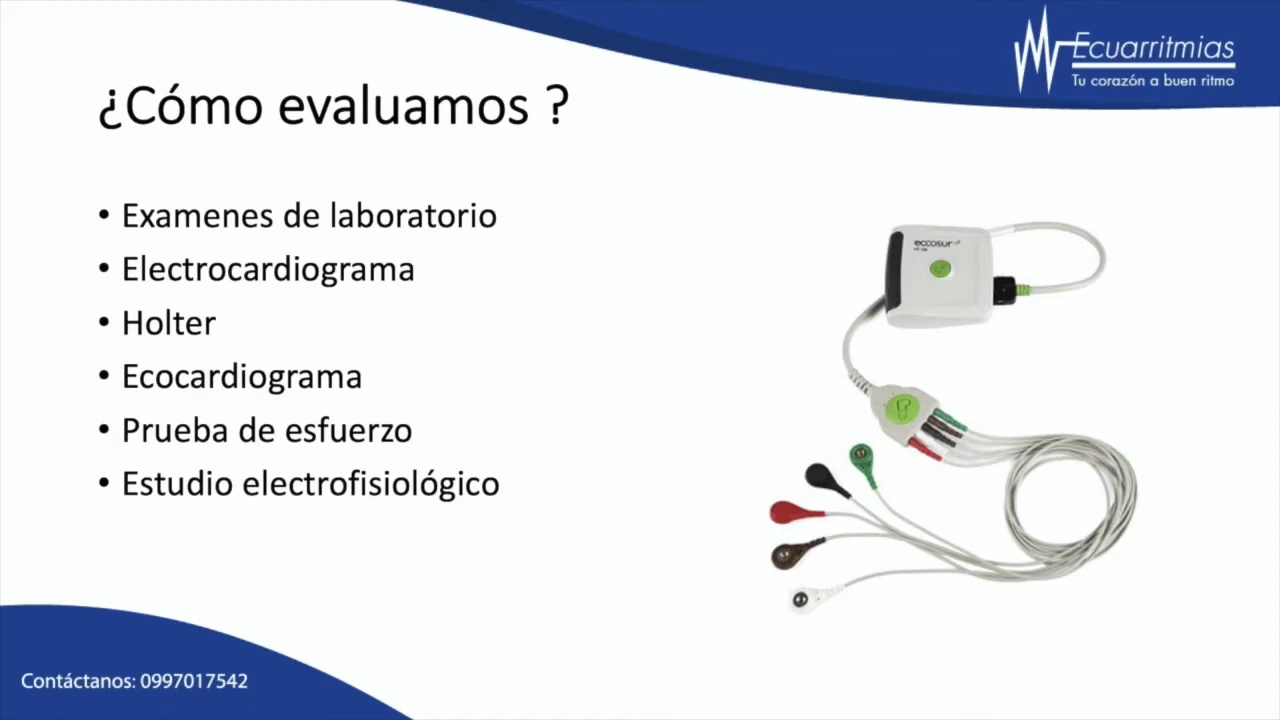 Ecuarritmias
Tu corazón a buen ritmo
¿Cómo evaluamos ?
• Examenes de laboratorio
• Electrocardiograma
• Holter
• Ecocardiograma
• Prueba de esfuerzo
• Estudio electrofisiológico
eccosur
Contáctanos: 0997017542